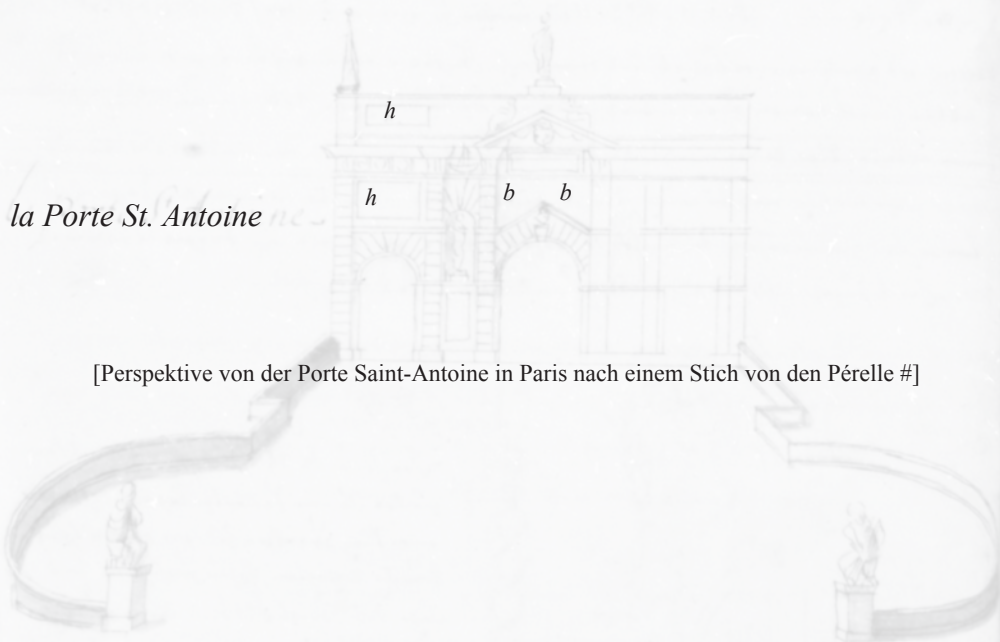 h
h b b
la Porte St. Antoine
[Perspektive von der Porte Saint-Antoine in Paris nach einem Stich von den Pérelle #]